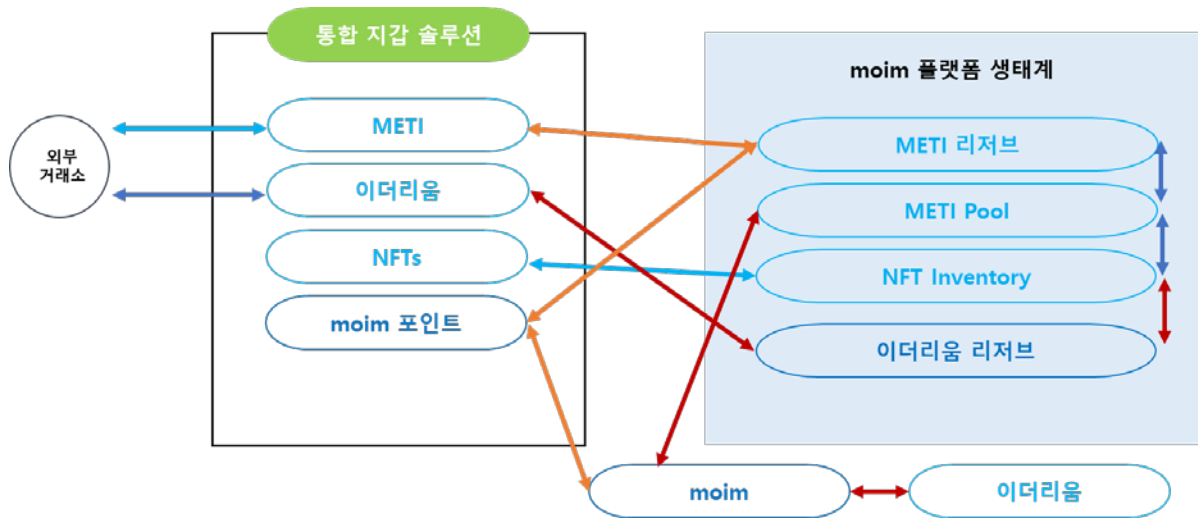 통합 지갑 솔루션
moim 플랫폼 생태계
외부
거래소
METI
이더리움
NFTs
moim 포인트
METI 리저브
METI Pool
NFT Inventory
이더리움 리저브
moim
이더리움